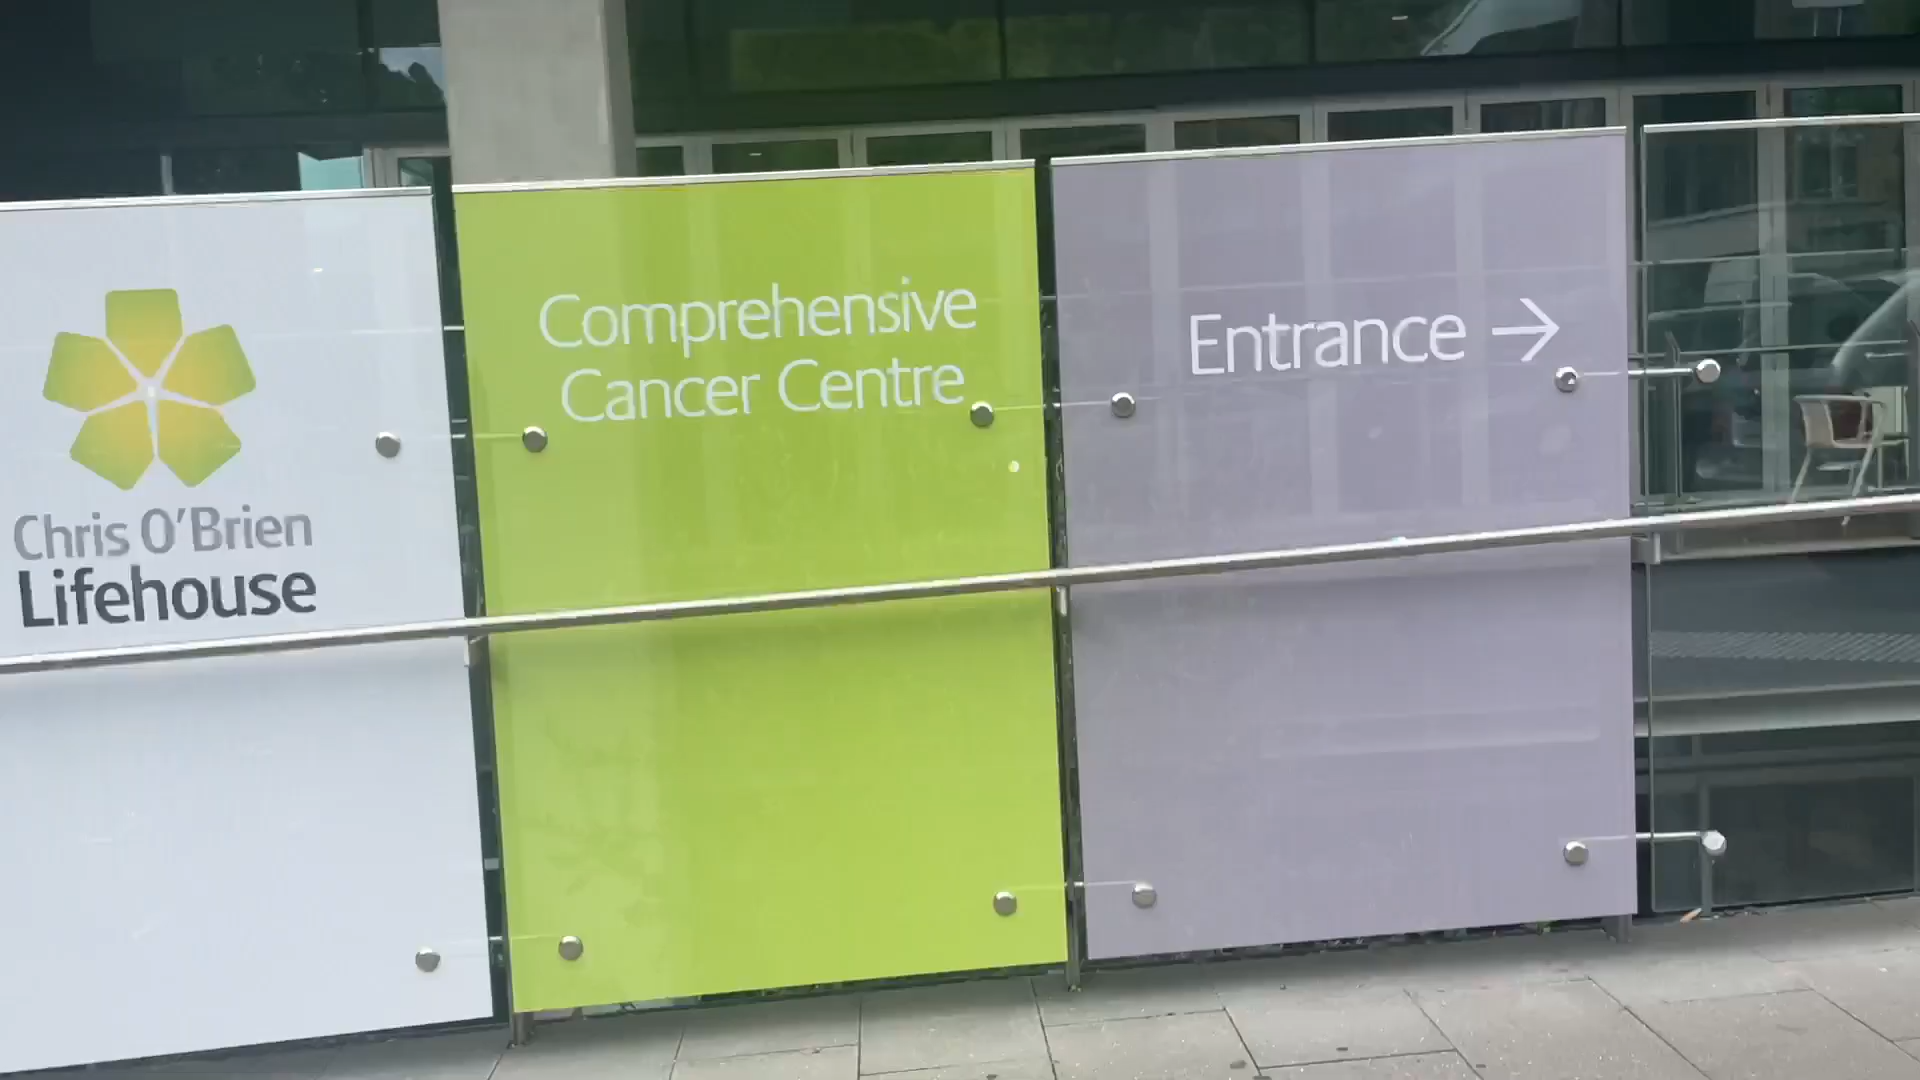 Chris O'Brien
Lifehouse
Comprehensive
Cancer Centre
Entrance →